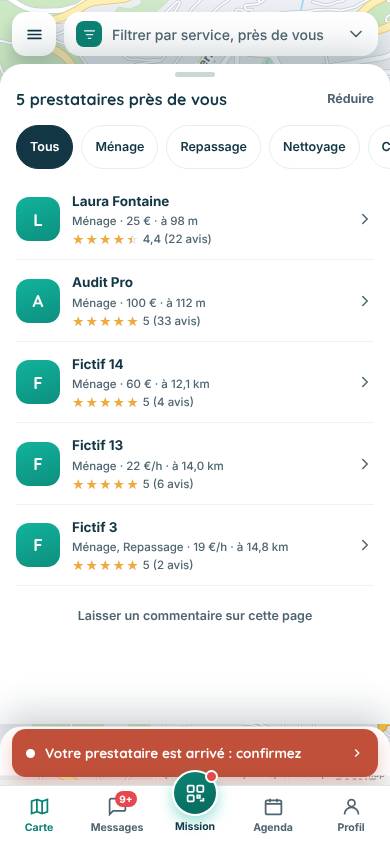 Filtrer par service, près de vous
5 prestataires près de vous
Réduire
Tous
Ménage
Repassage
Nettoyage
L
Laura Fontaine
Ménage · 25 € · à 98 m
4,4 (22 avis)
A
Audit Pro
Ménage · 100 € · à 112 m
5 (33 avis)
F
Fictif 14
Ménage · 60 € · à 12,1 km
5 (4 avis)
F
Fictif 13
Ménage · 22 €/h · à 14,0 km
5 (6 avis)
F
Fictif 3
Ménage, Repassage · 19 €/h · à 14,8 km
5 (2 avis)
Laisser un commentaire sur cette page
Votre prestataire est arrivé : confirmez
9+
Carte
Messages
Mission
Agenda
Profil